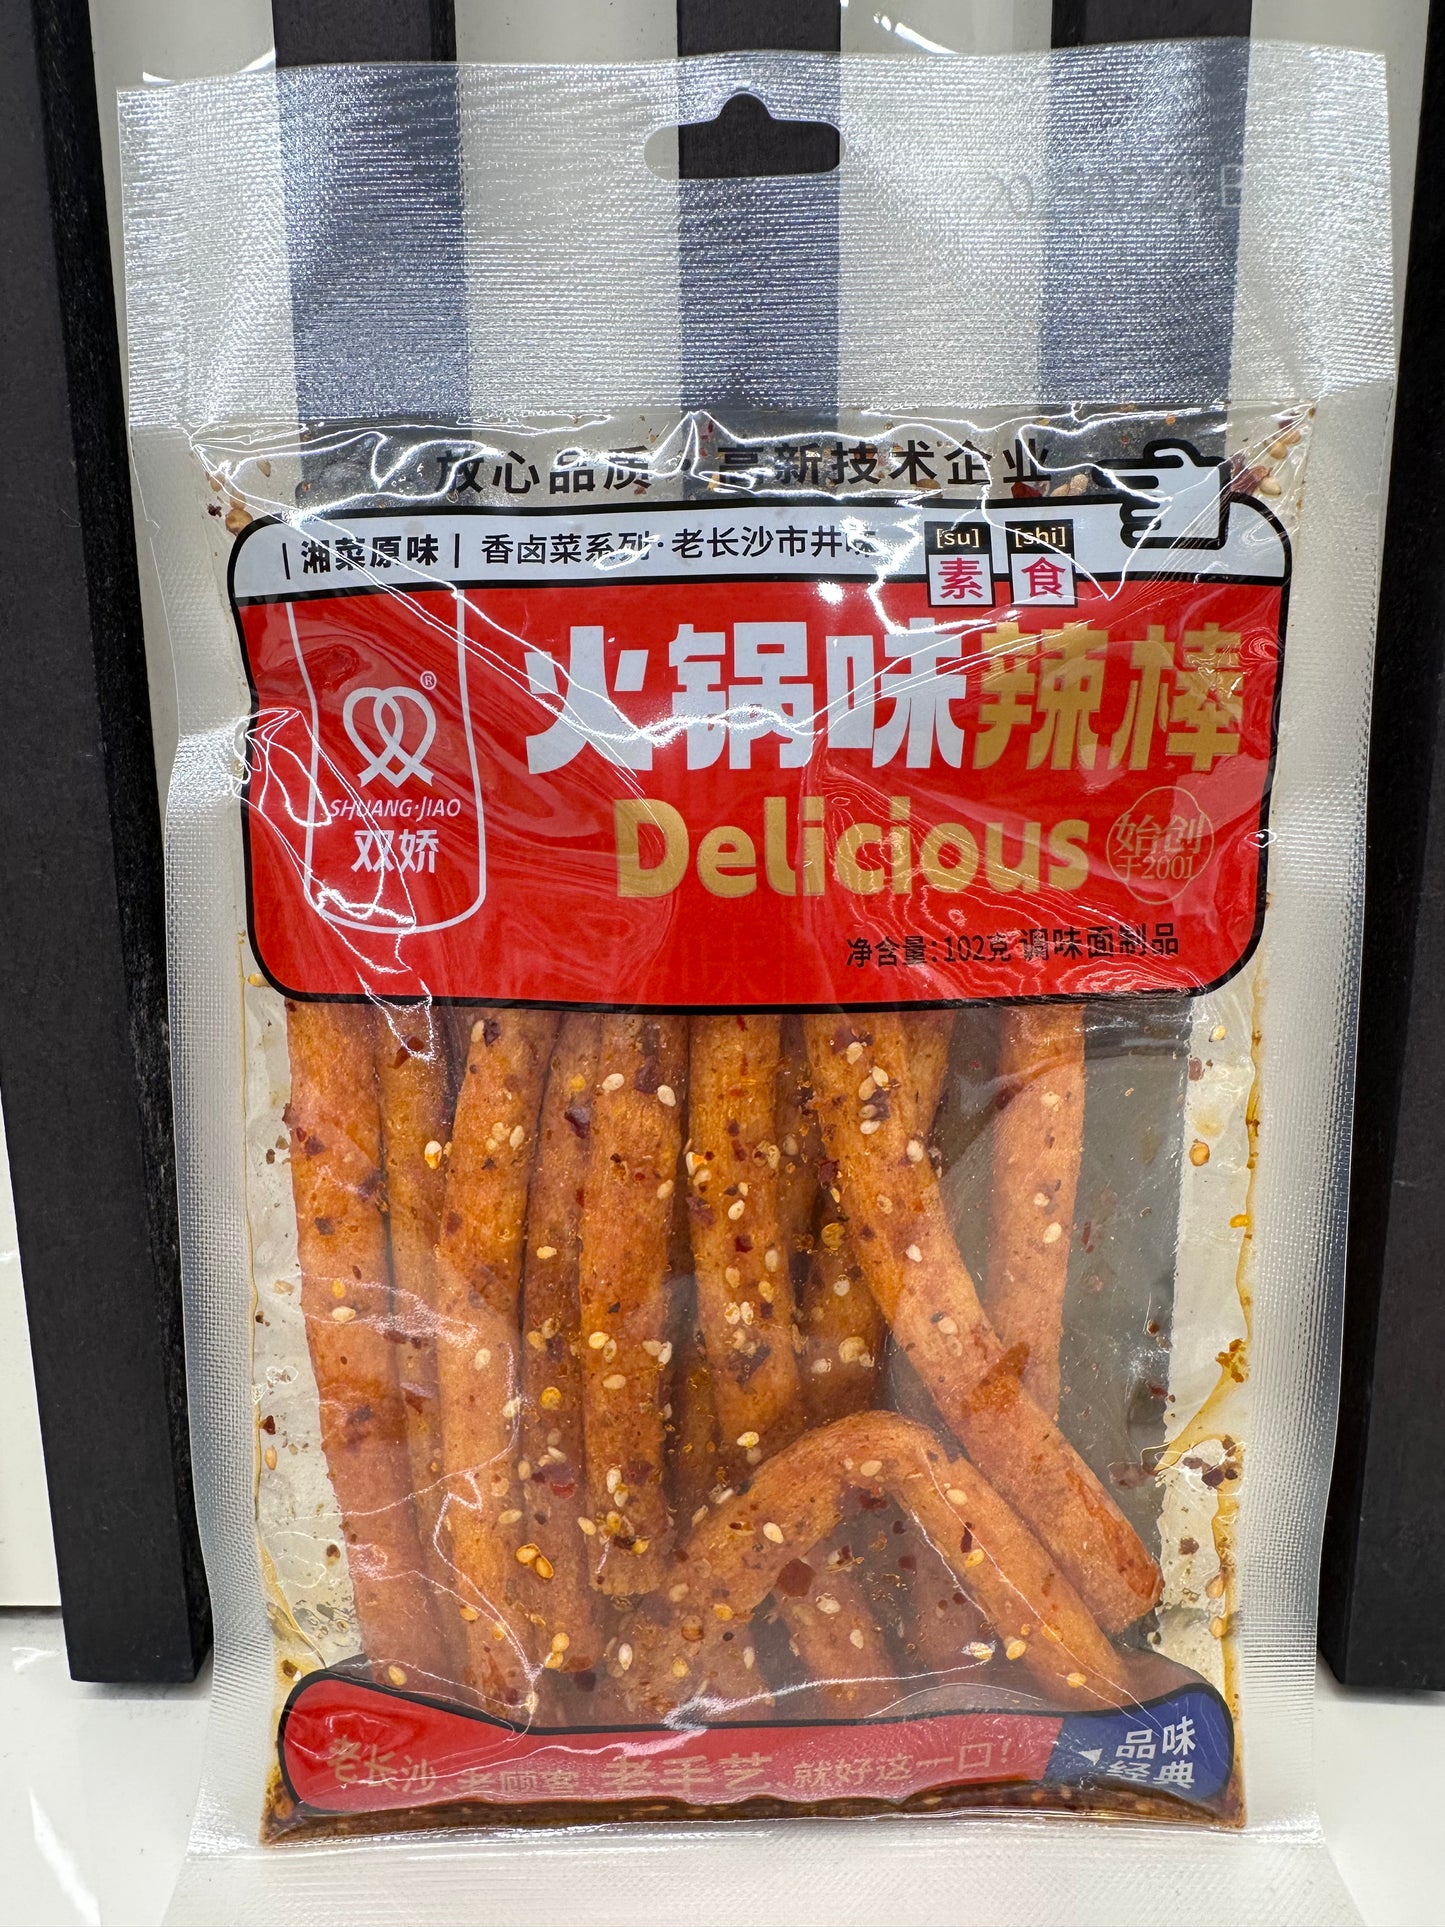 放心品质·高新技术企业
|湘菜原味| 香卤菜系列·老长沙市井味
[su] [shi]
素 食
火锅味辣棒
®
SHUANG·JIAO
双娇
Delicious
始创
于2001
净含量:102克 调味面制品
老长沙、老顾客、老手艺、就好这一口!
品味
经典